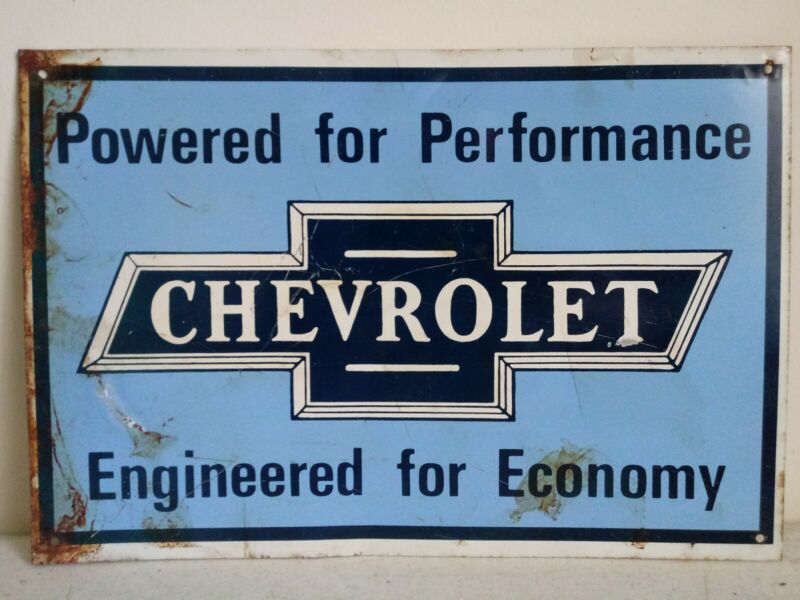 Powered for Performance
CHEVROLET
Engineered for Economy